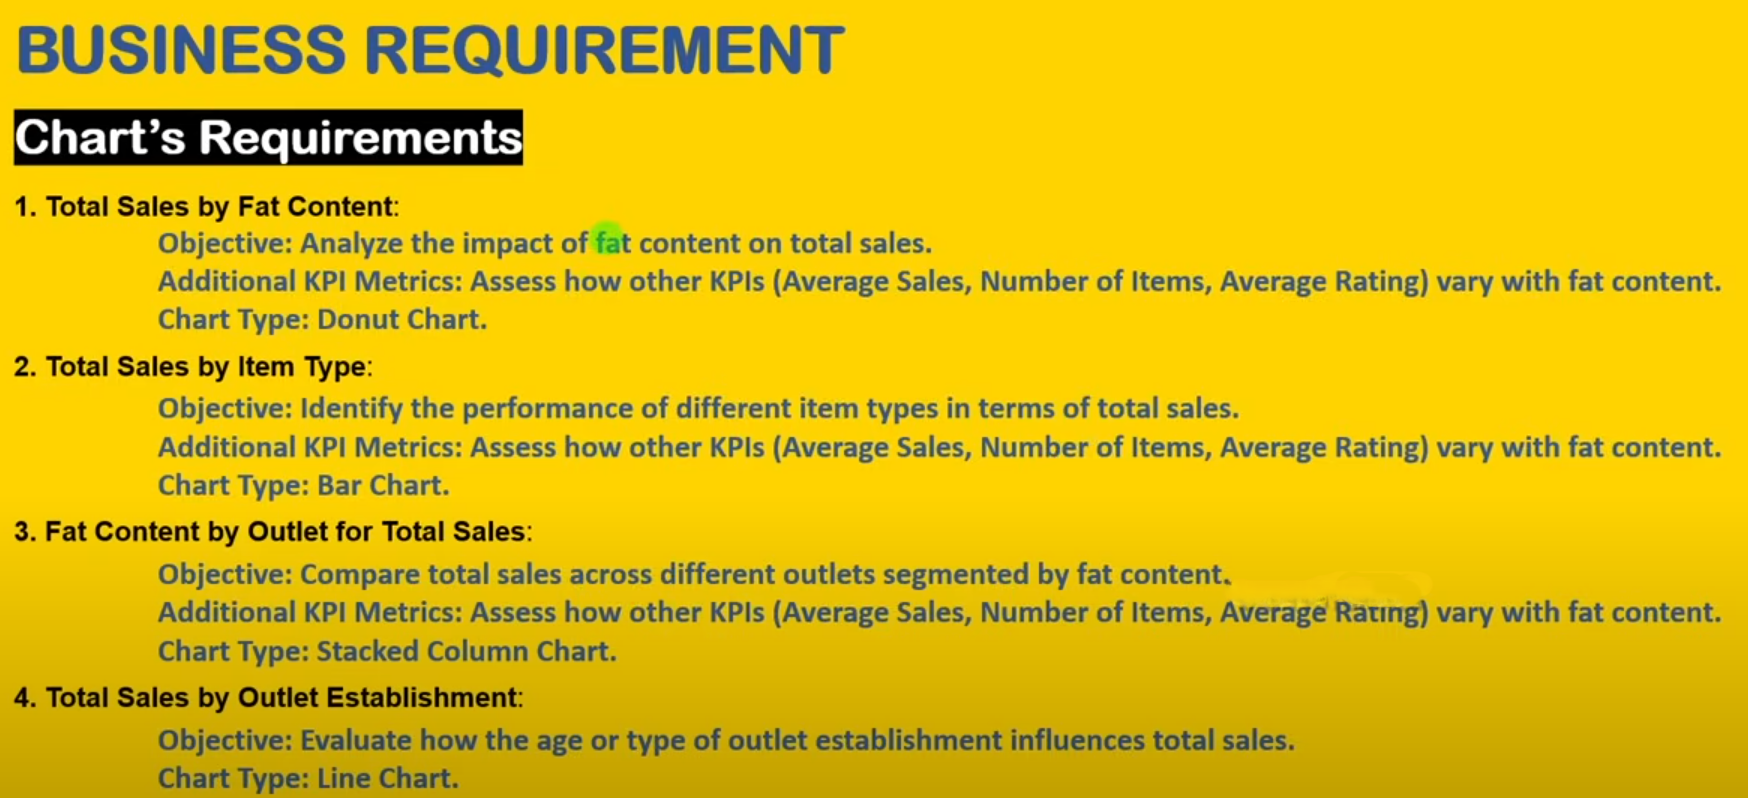 BUSINESS REQUIREMENT
Chart's Requirements
1. Total Sales by Fat Content:
Objective: Analyze the impact of fat content on total sales.
Additional KPI Metrics: Assess how other KPIs (Average Sales, Number of Items, Average Rating) vary with fat content.
Chart Type: Donut Chart.
2. Total Sales by Item Type:
Objective: Identify the performance of different item types in terms of total sales.
Additional KPI Metrics: Assess how other KPIs (Average Sales, Number of Items, Average Rating) vary with fat content.
Chart Type: Bar Chart.
3. Fat Content by Outlet for Total Sales:
Objective: Compare total sales across different outlets segmented by fat content.
Additional KPI Metrics: Assess how other KPIs (Average Sales, Number of Items, Average Rating) vary with fat content.
Chart Type: Stacked Column Chart.
4. Total Sales by Outlet Establishment:
Objective: Evaluate how the age or type of outlet establishment influences total sales.
Chart Type: Line Chart.